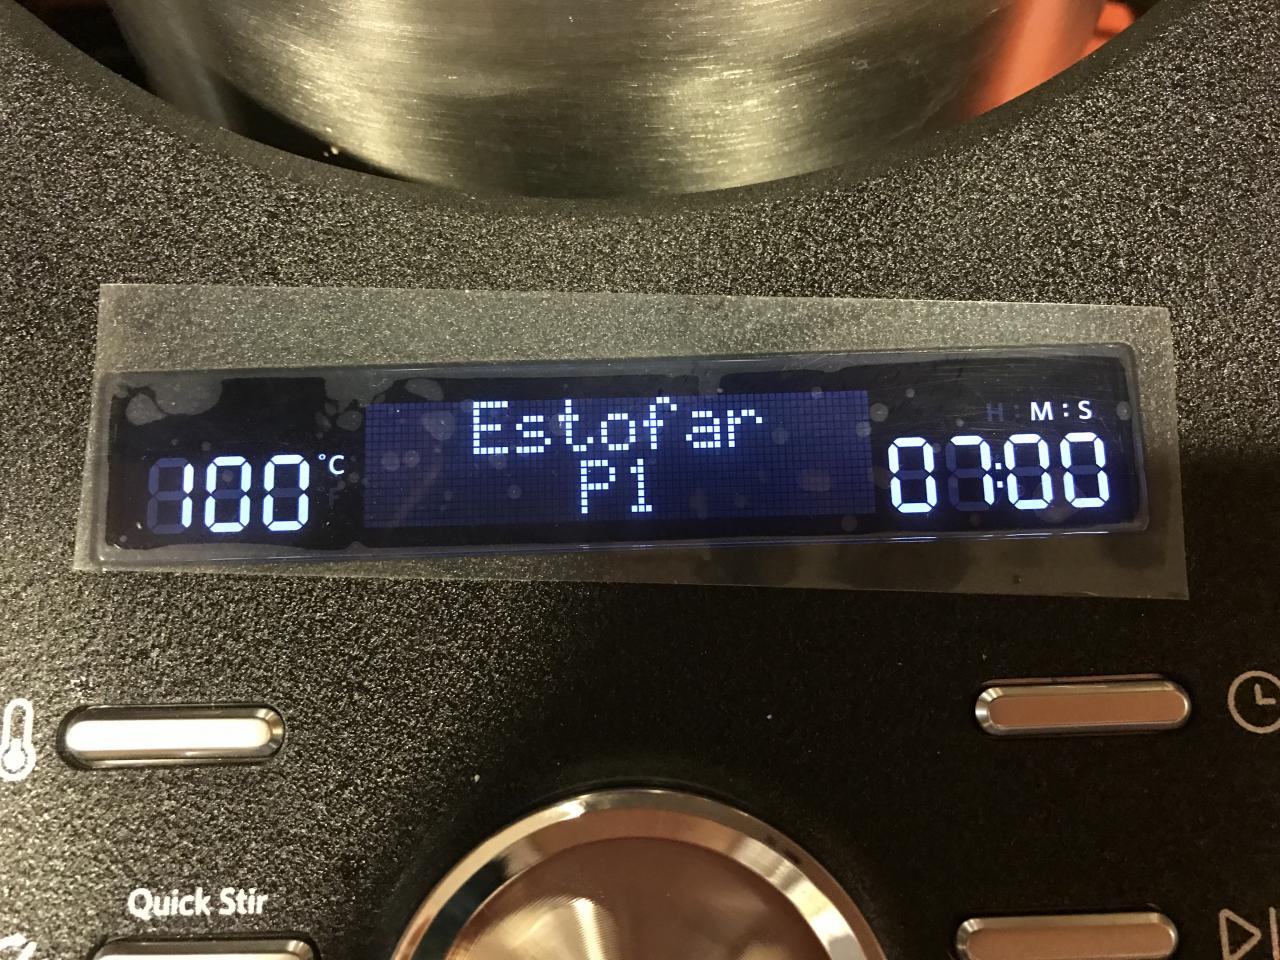 Estofar
P1
100 °C
H : M : S
07:00
Quick Stir